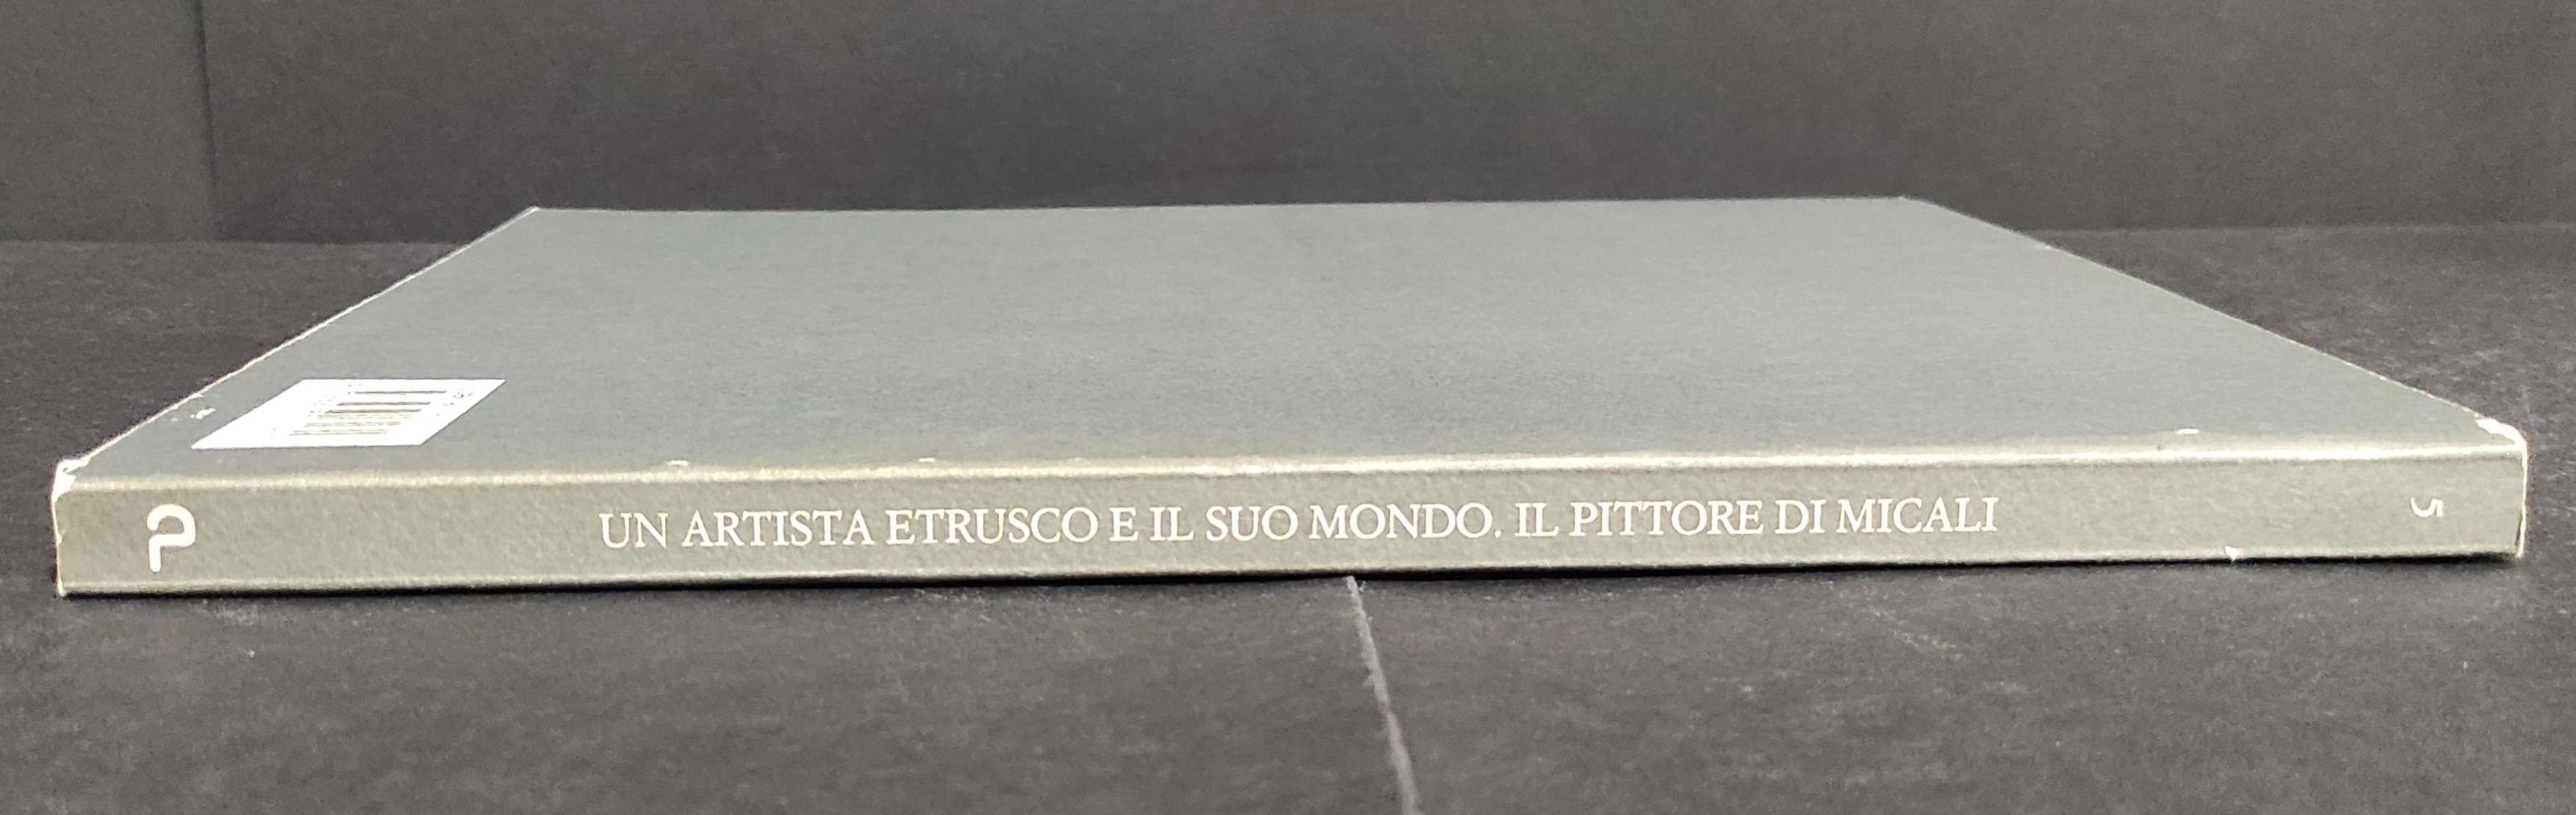 UN ARTISTA ETRUSCO E IL SUO MONDO. IL PITTORE DI MICALI
5